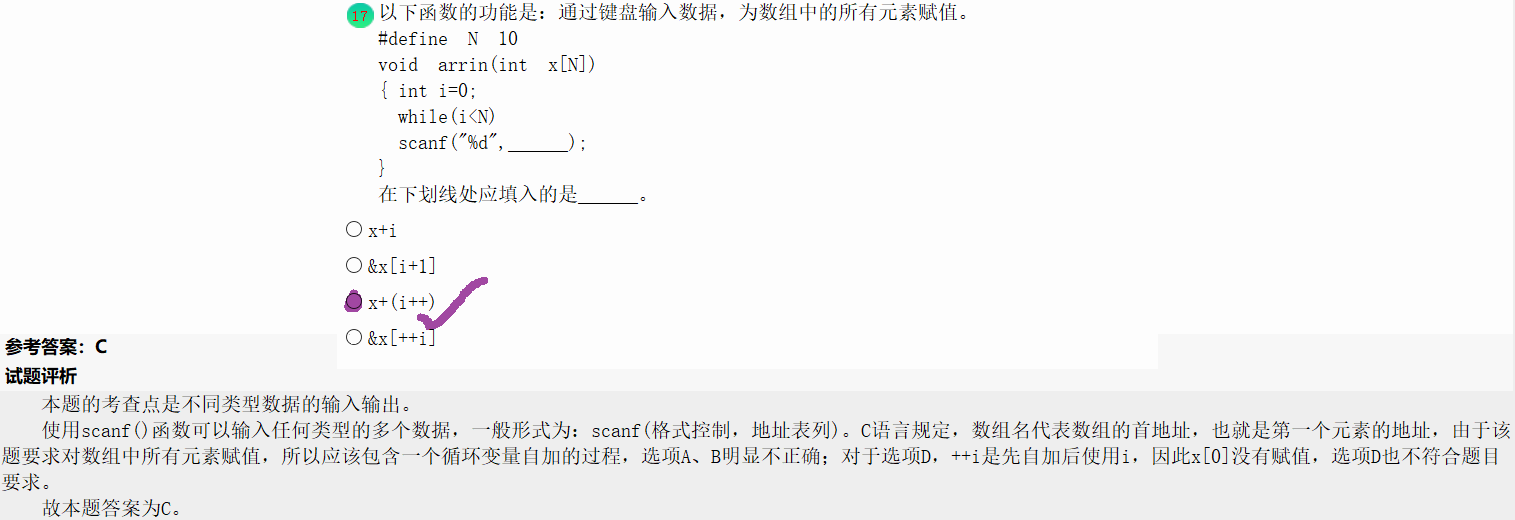 17 以下函数的功能是：通过键盘输入数据，为数组中的所有元素赋值。
#define N 10
void arrin(int x[N])
{ int i=0;
while(i<N)
scanf("%d",______);
}
在下划线处应填入的是______。
x+i
&x[i+1]
x+(i++)
&x[++i]
参考答案：C
试题评析
本题的考查点是不同类型数据的输入输出。
使用scanf()函数可以输入任何类型的多个数据，一般形式为：scanf(格式控制，地址表列)。C语言规定，数组名代表数组的首地址，也就是第一个元素的地址，由于该
题要求对数组中所有元素赋值，所以应该包含一个循环变量自加的过程，选项A、B明显不正确；对于选项D，++i是先自加后使用i，因此x[0]没有赋值，选项D也不符合题目
要求。
故本题答案为C。